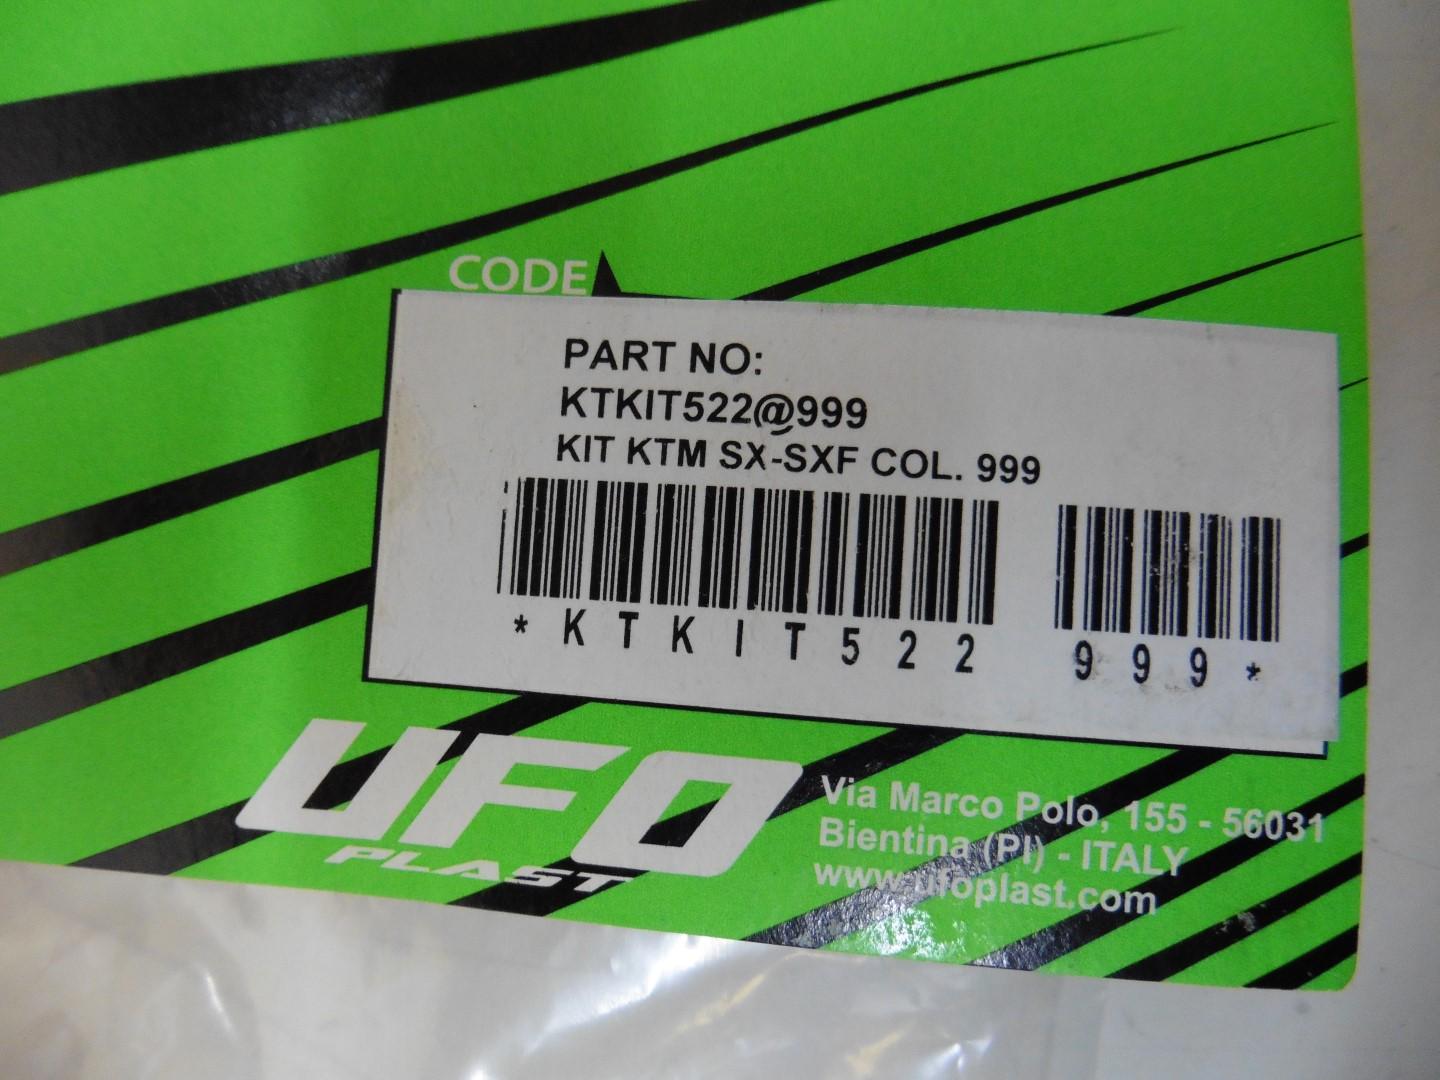 CODE
PART NO:
KTKIT522@999
KIT KTM SX-SXF COL. 999
*KTKIT522 999*
UFO
PLAST
Via Marco Polo, 155 - 56031
Bientina (PI) - ITALY
www.ufoplast.com